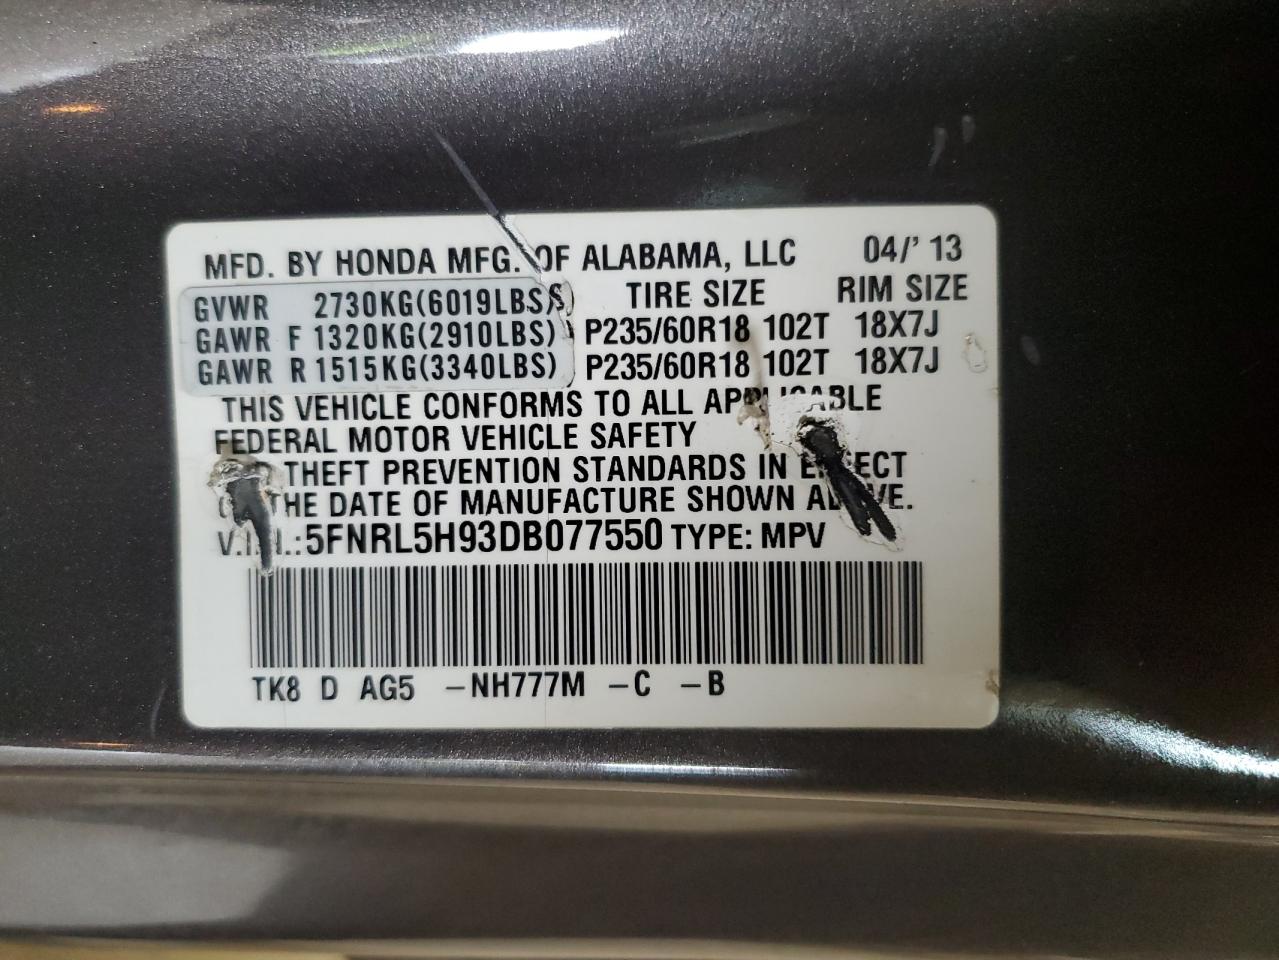 MFD. BY HONDA MFG. OF ALABAMA, LLC 04/' 13
GVWR 2730KG(6019LBS) TIRE SIZE RIM SIZE
GAWR F 1320KG(2910LBS) P235/60R18 102T 18X7J
GAWR R 1515KG(3340LBS) P235/60R18 102T 18X7J
THIS VEHICLE CONFORMS TO ALL APPLICABLE
FEDERAL MOTOR VEHICLE SAFETY
THEFT PREVENTION STANDARDS IN EFFECT
THE DATE OF MANUFACTURE SHOWN ABOVE.
V.I.N.:5FNRL5H93DB077550 TYPE: MPV
TK8 D AG5 -NH777M -C -B